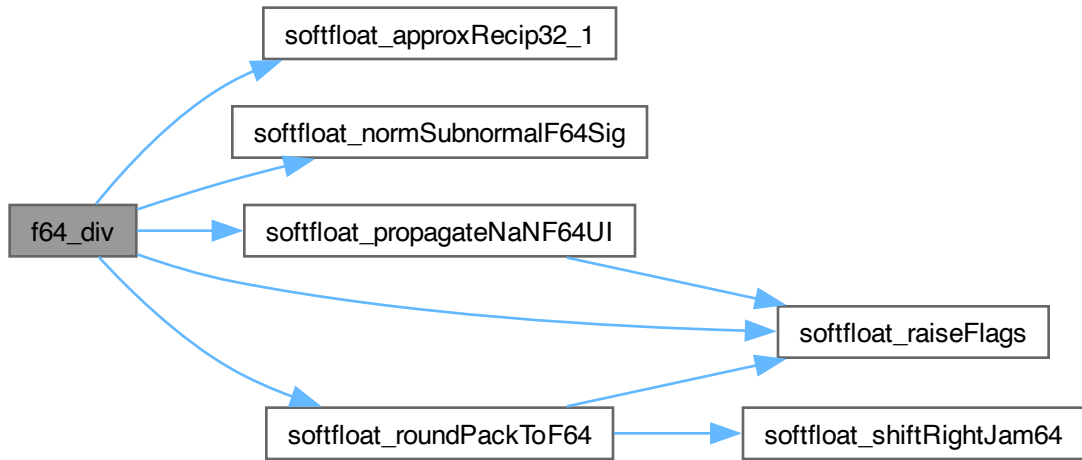 softfloat_approxRecip32_1
softfloat_normSubnormalF64Sig
f64_div
softfloat_propagateNaNF64UI
softfloat_raiseFlags
softfloat_roundPackToF64
softfloat_shiftRightJam64